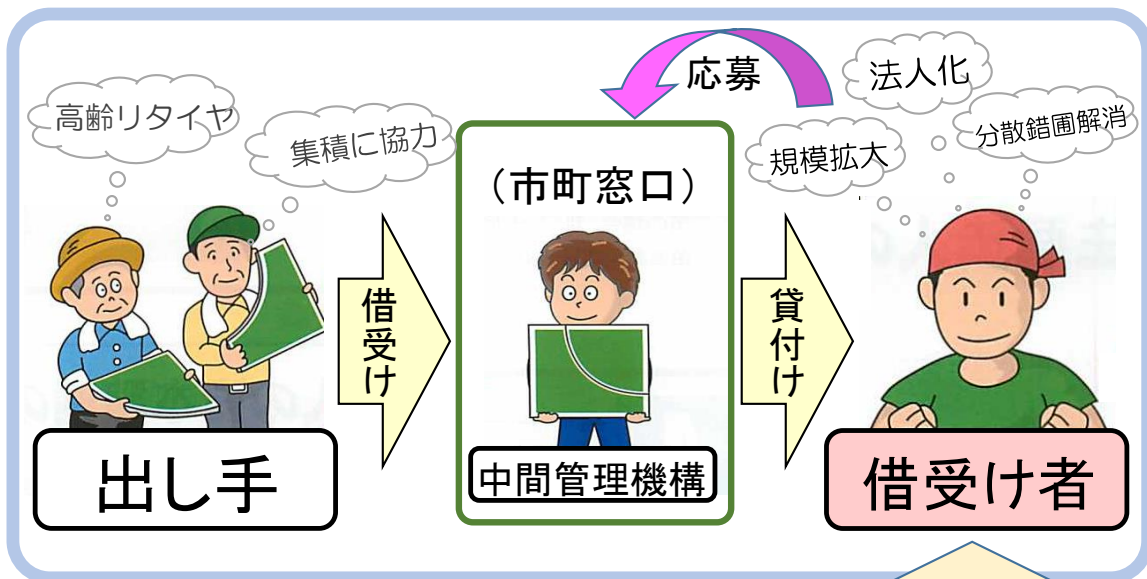 高齢リタイヤ
集積に協力
応募
法人化
規模拡大
分散錯圃解消
（市町窓口）
借受け
貸付け
出し手
中間管理機構
借受け者